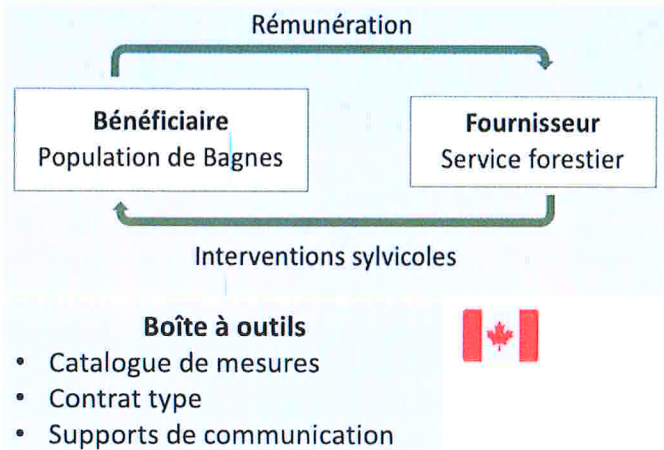 Rémunération
Bénéficiaire
Population de Bagnes
Fournisseur
Service forestier
Interventions sylvicoles
Boîte à outils
• Catalogue de mesures
• Contrat type
• Supports de communication